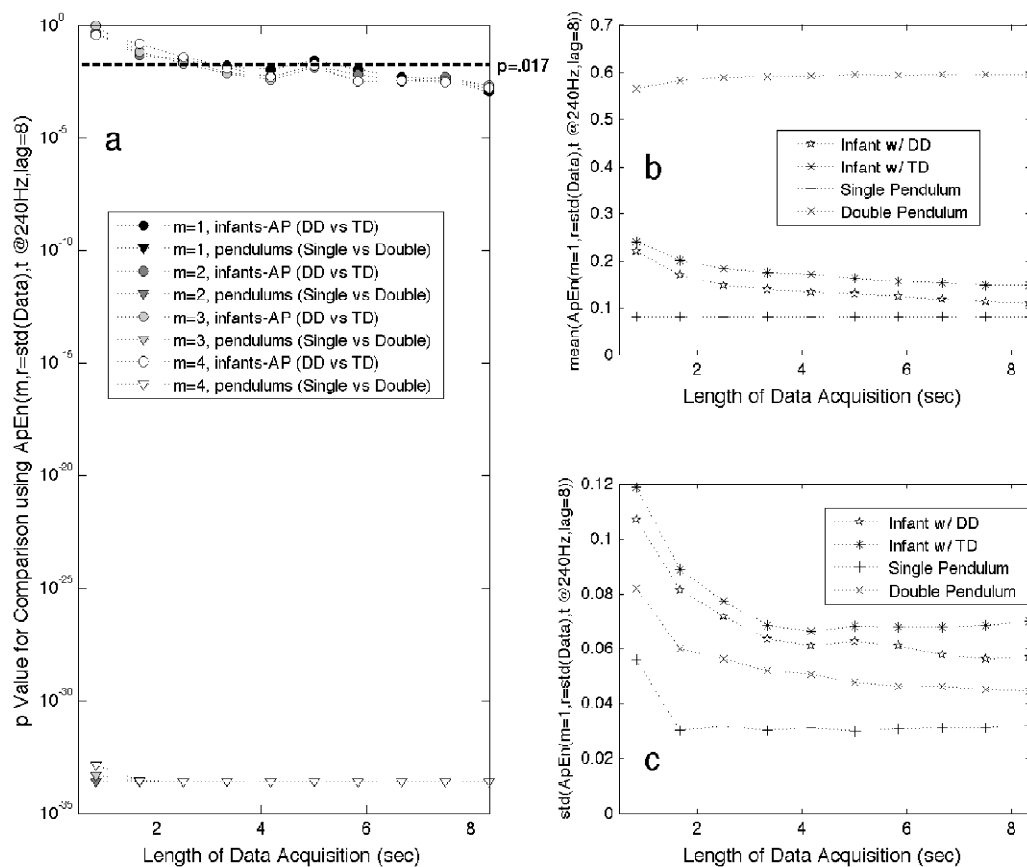 p Value for Comparison using ApEn(m,r=std(Data),t @240Hz,lag=8)
10^0
10^-5
10^-10
10^-15
10^-20
10^-25
10^-30
10^-35
a
p=.017
m=1, infants-AP (DD vs TD)
m=1, pendulums (Single vs Double)
m=2, infants-AP (DD vs TD)
m=2, pendulums (Single vs Double)
m=3, infants-AP (DD vs TD)
m=3, pendulums (Single vs Double)
m=4, infants-AP (DD vs TD)
m=4, pendulums (Single vs Double)
2 4 6 8
Length of Data Acquisition (sec)
mean(ApEn(m=1,r=std(Data),t @240Hz,lag=8))
0.7
0.6
0.5
0.4
0.3
0.2
0.1
0
b
Infant w/ DD
Infant w/ TD
Single Pendulum
Double Pendulum
2 4 6 8
Length of Data Acquisition (sec)
std(ApEn(m=1,r=std(Data),t @240Hz,lag=8))
0.12
0.1
0.08
0.06
0.04
0.02
0
Infant w/ DD
Infant w/ TD
Single Pendulum
Double Pendulum
c
2 4 6 8
Length of Data Acquisition (sec)